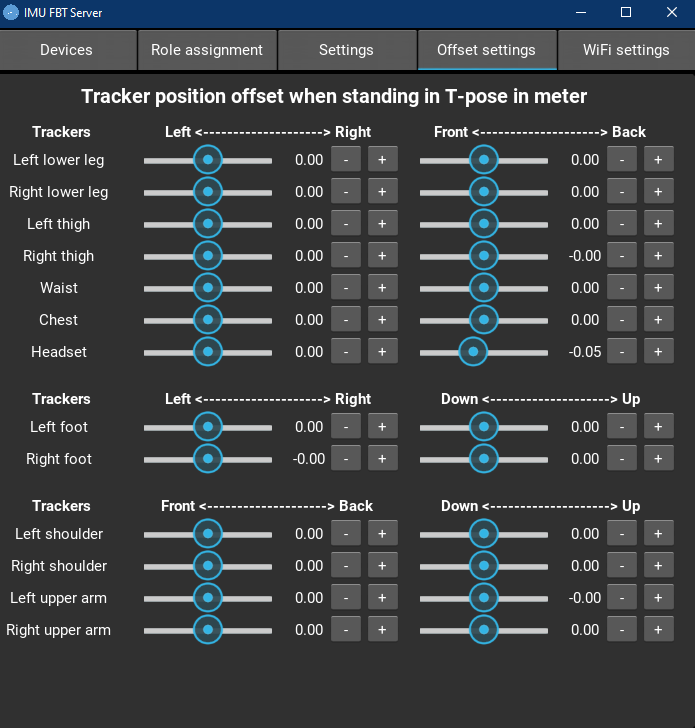 IMU FBT Server
Devices Role assignment Settings Offset settings WiFi settings
Tracker position offset when standing in T-pose in meter
Trackers Left <---------------------> Right Front <---------------------> Back
Left lower leg 0.00 - + 0.00 - +
Right lower leg 0.00 - + 0.00 - +
Left thigh 0.00 - + 0.00 - +
Right thigh 0.00 - + -0.00 - +
Waist 0.00 - + 0.00 - +
Chest 0.00 - + 0.00 - +
Headset 0.00 - + -0.05 - +
Trackers Left <---------------------> Right Down <---------------------> Up
Left foot 0.00 - + 0.00 - +
Right foot -0.00 - + 0.00 - +
Trackers Front <---------------------> Back Down <---------------------> Up
Left shoulder 0.00 - + 0.00 - +
Right shoulder 0.00 - + 0.00 - +
Left upper arm 0.00 - + -0.00 - +
Right upper arm 0.00 - + 0.00 - +